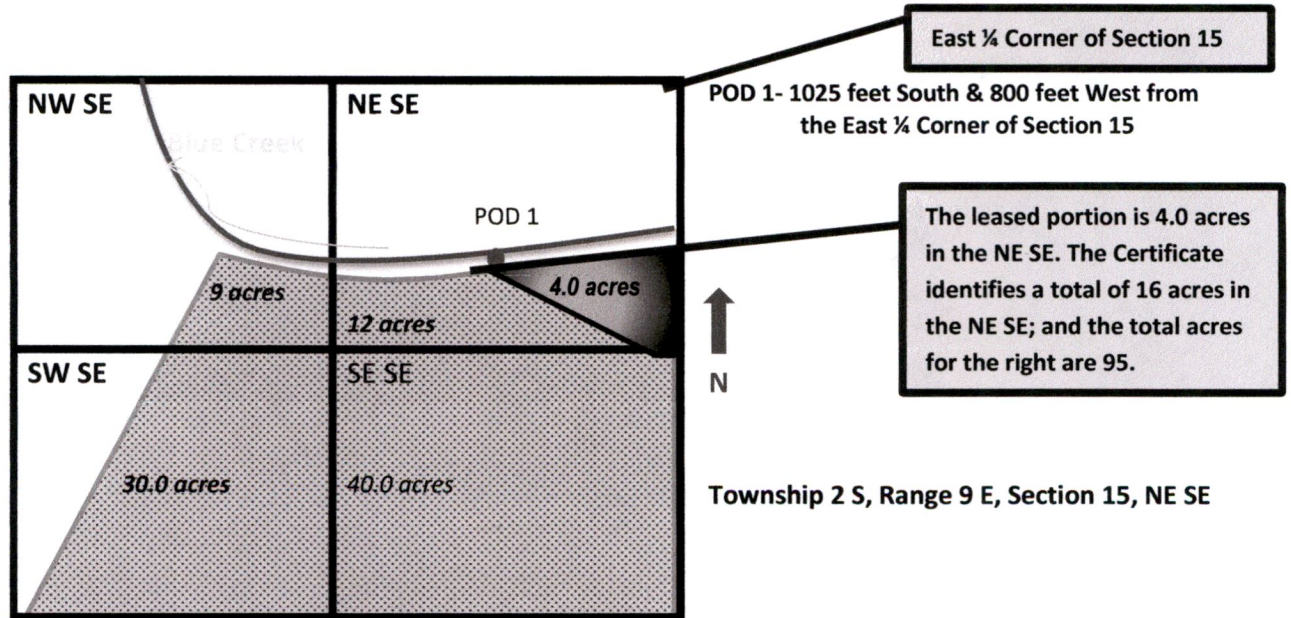 East ¼ Corner of Section 15
NW SE
NE SE
POD 1- 1025 feet South & 800 feet West from
the East ¼ Corner of Section 15
Blue Creek
POD 1
The leased portion is 4.0 acres
in the NE SE. The Certificate
identifies a total of 16 acres in
the NE SE; and the total acres
for the right are 95.
9 acres
4.0 acres
12 acres
N
SW SE
SE SE
30.0 acres
40.0 acres
Township 2 S, Range 9 E, Section 15, NE SE